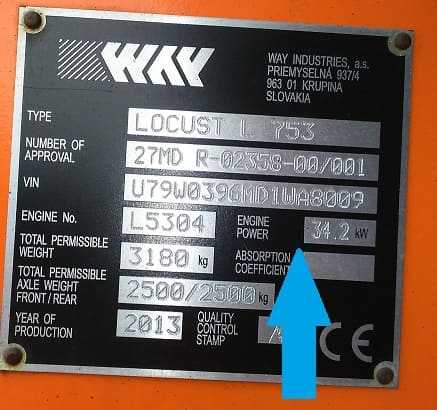 WAY
WAY INDUSTRIES, a.s.
PRIEMYSELNÁ 937/4
963 01 KRUPINA
SLOVAKIA
TYPE LOCUST L 753
NUMBER OF APPROVAL 27MD R-02358-00/001
VIN U79W0396MD1WA8009
ENGINE No. L5304 ENGINE POWER 34.2 kW
TOTAL PERMISSIBLE WEIGHT 3180 kg ABSORPTION COEFFICIENT
TOTAL PERMISSIBLE AXLE WEIGHT FRONT/REAR 2500/2500 kg
YEAR OF PRODUCTION 2013 QUALITY CONTROL STAMP CE